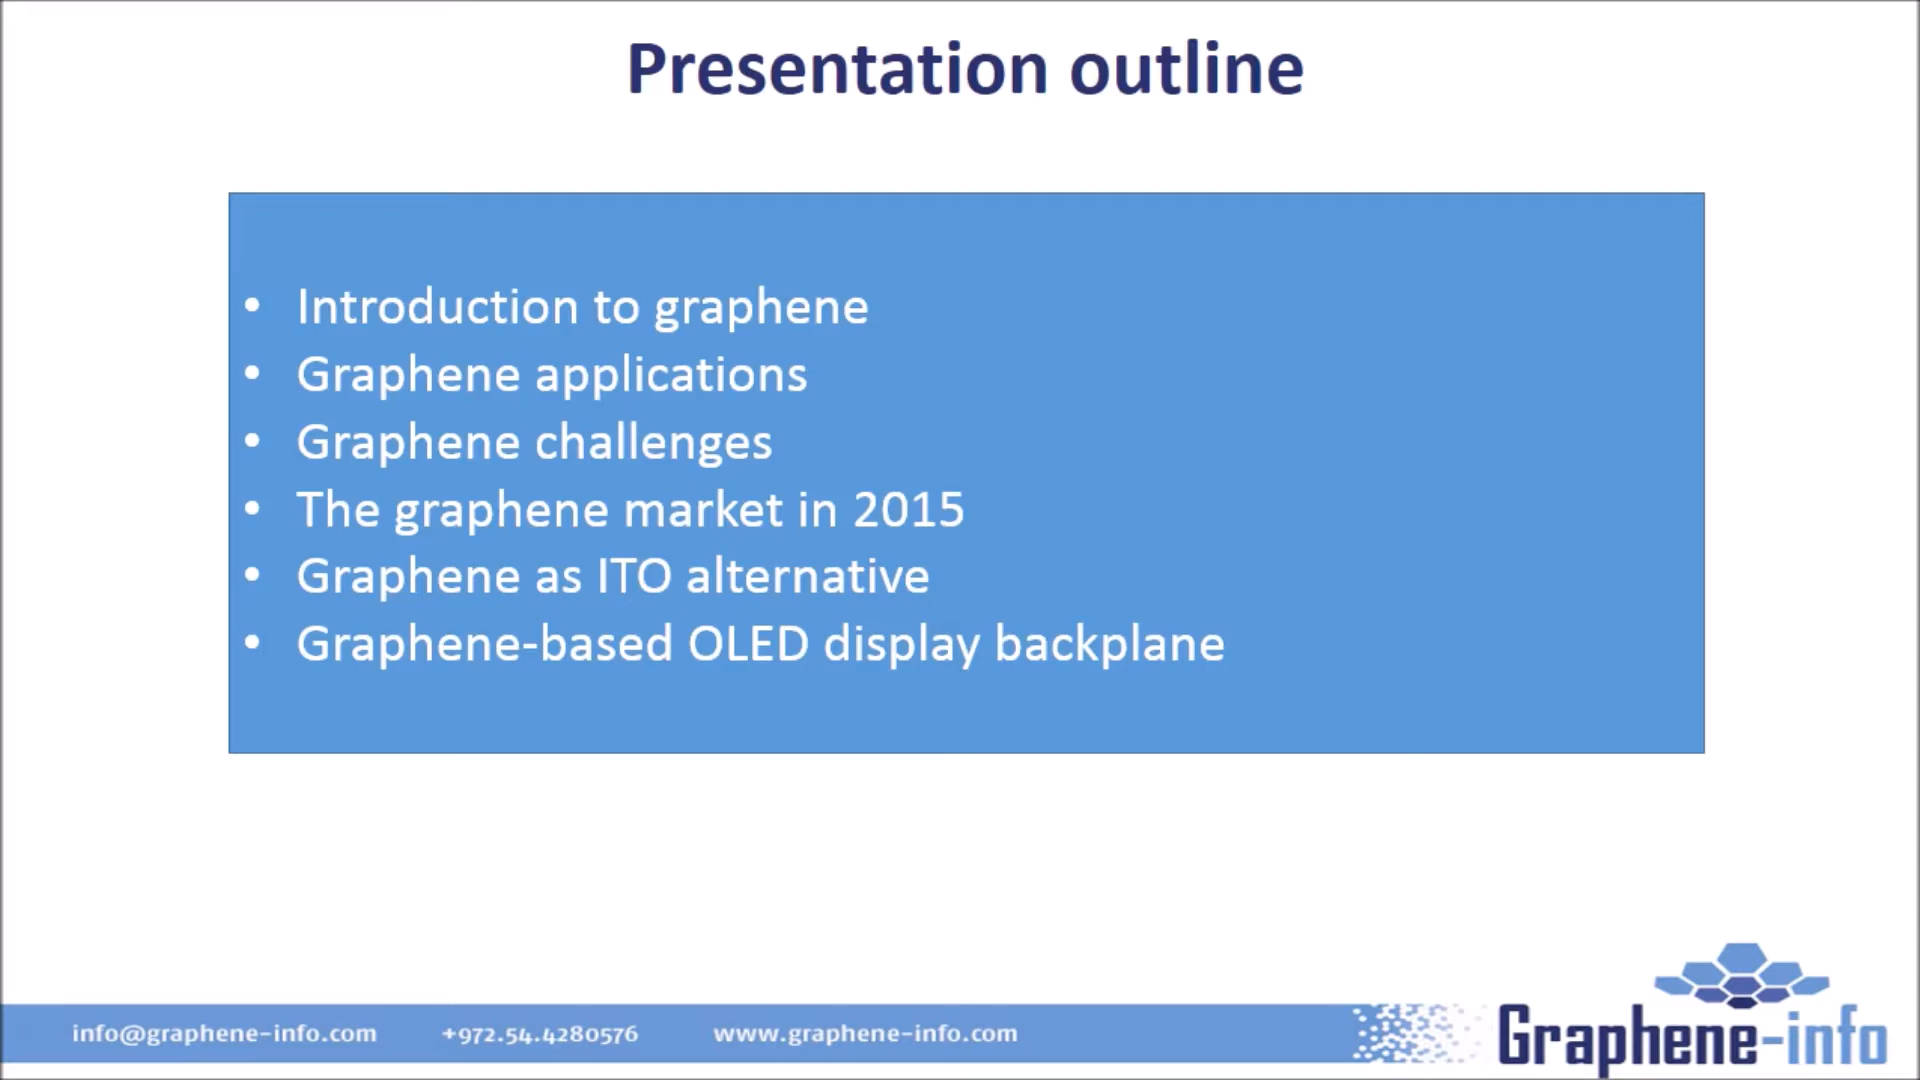 Presentation outline
• Introduction to graphene
• Graphene applications
• Graphene challenges
• The graphene market in 2015
• Graphene as ITO alternative
• Graphene-based OLED display backplane
info@graphene-info.com +972.54.4280576 www.graphene-info.com
Graphene-info